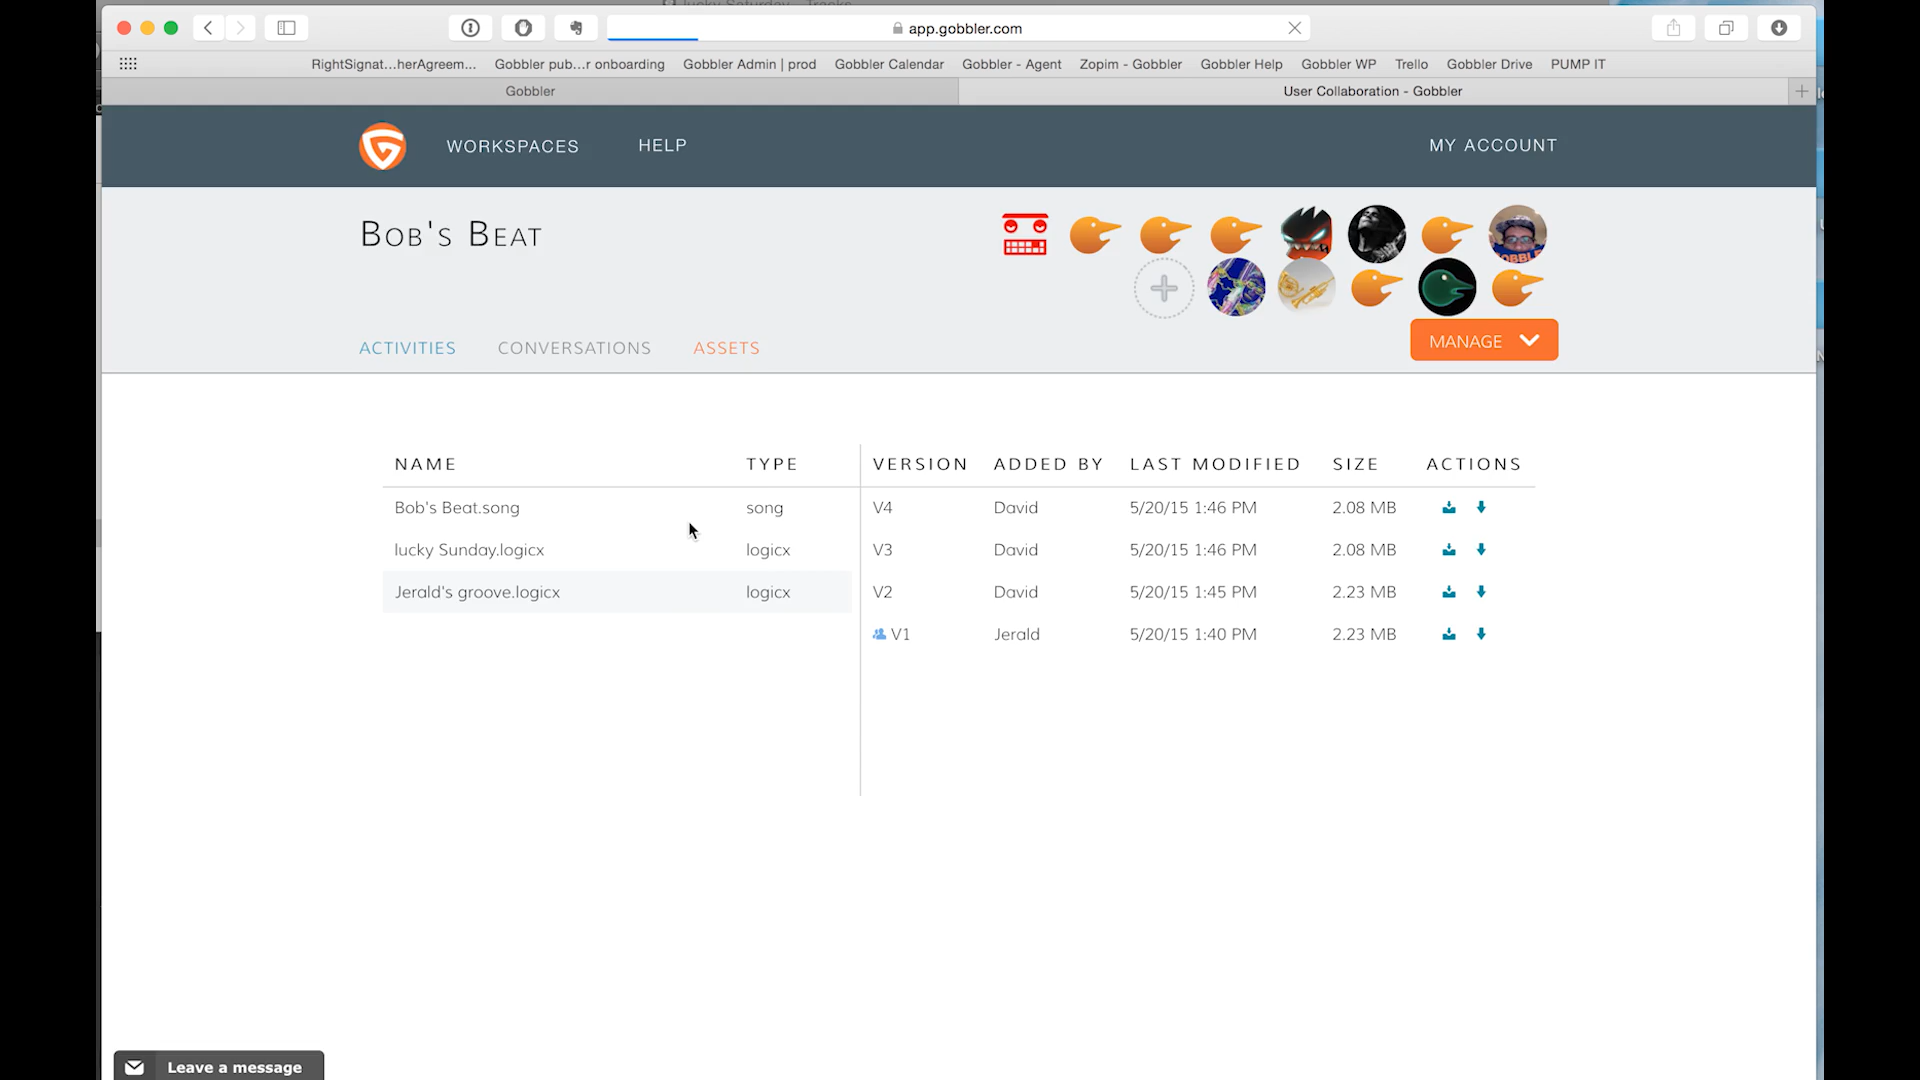 app.gobbler.com
RightSignat...herAgreem... Gobbler pub...r onboarding Gobbler Admin | prod Gobbler Calendar Gobbler - Agent Zopim - Gobbler Gobbler Help Gobbler WP Trello Gobbler Drive PUMP IT
Gobbler User Collaboration - Gobbler
WORKSPACES HELP MY ACCOUNT
BOB'S BEAT
ACTIVITIES CONVERSATIONS ASSETS MANAGE
NAME TYPE VERSION ADDED BY LAST MODIFIED SIZE ACTIONS
Bob's Beat.song song V4 David 5/20/15 1:46 PM 2.08 MB
lucky Sunday.logicx logicx V3 David 5/20/15 1:46 PM 2.08 MB
Jerald's groove.logicx logicx V2 David 5/20/15 1:45 PM 2.23 MB
V1 Jerald 5/20/15 1:40 PM 2.23 MB
Leave a message